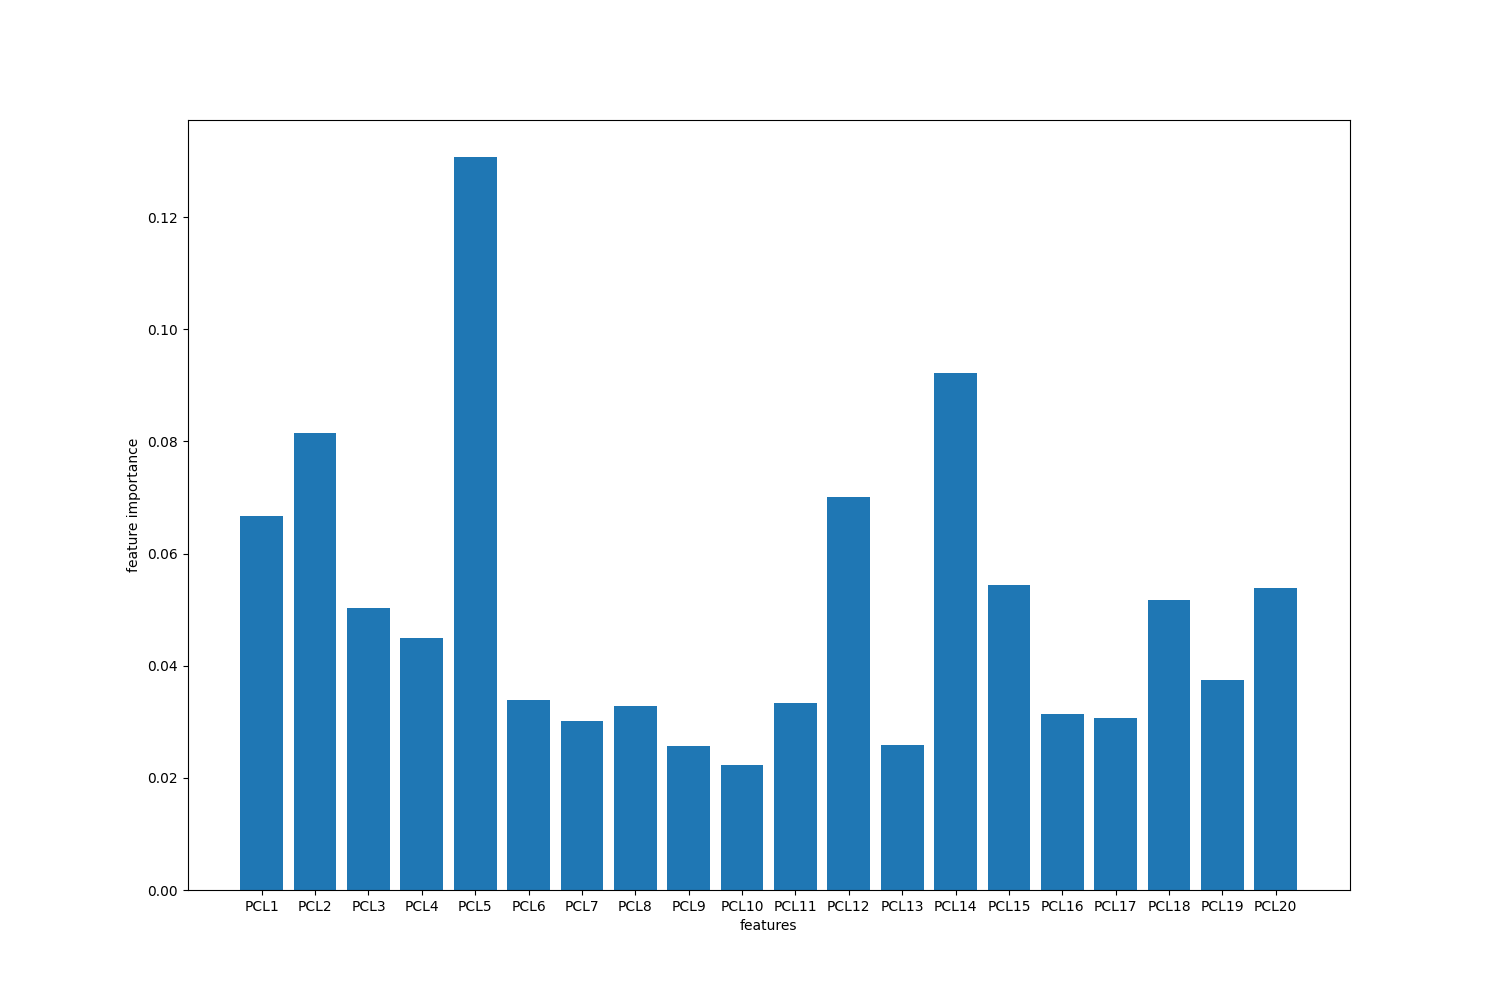 feature importance
0.12
0.10
0.08
0.06
0.04
0.02
0.00
PCL1 PCL2 PCL3 PCL4 PCL5 PCL6 PCL7 PCL8 PCL9 PCL10 PCL11 PCL12 PCL13 PCL14 PCL15 PCL16 PCL17 PCL18 PCL19 PCL20
features